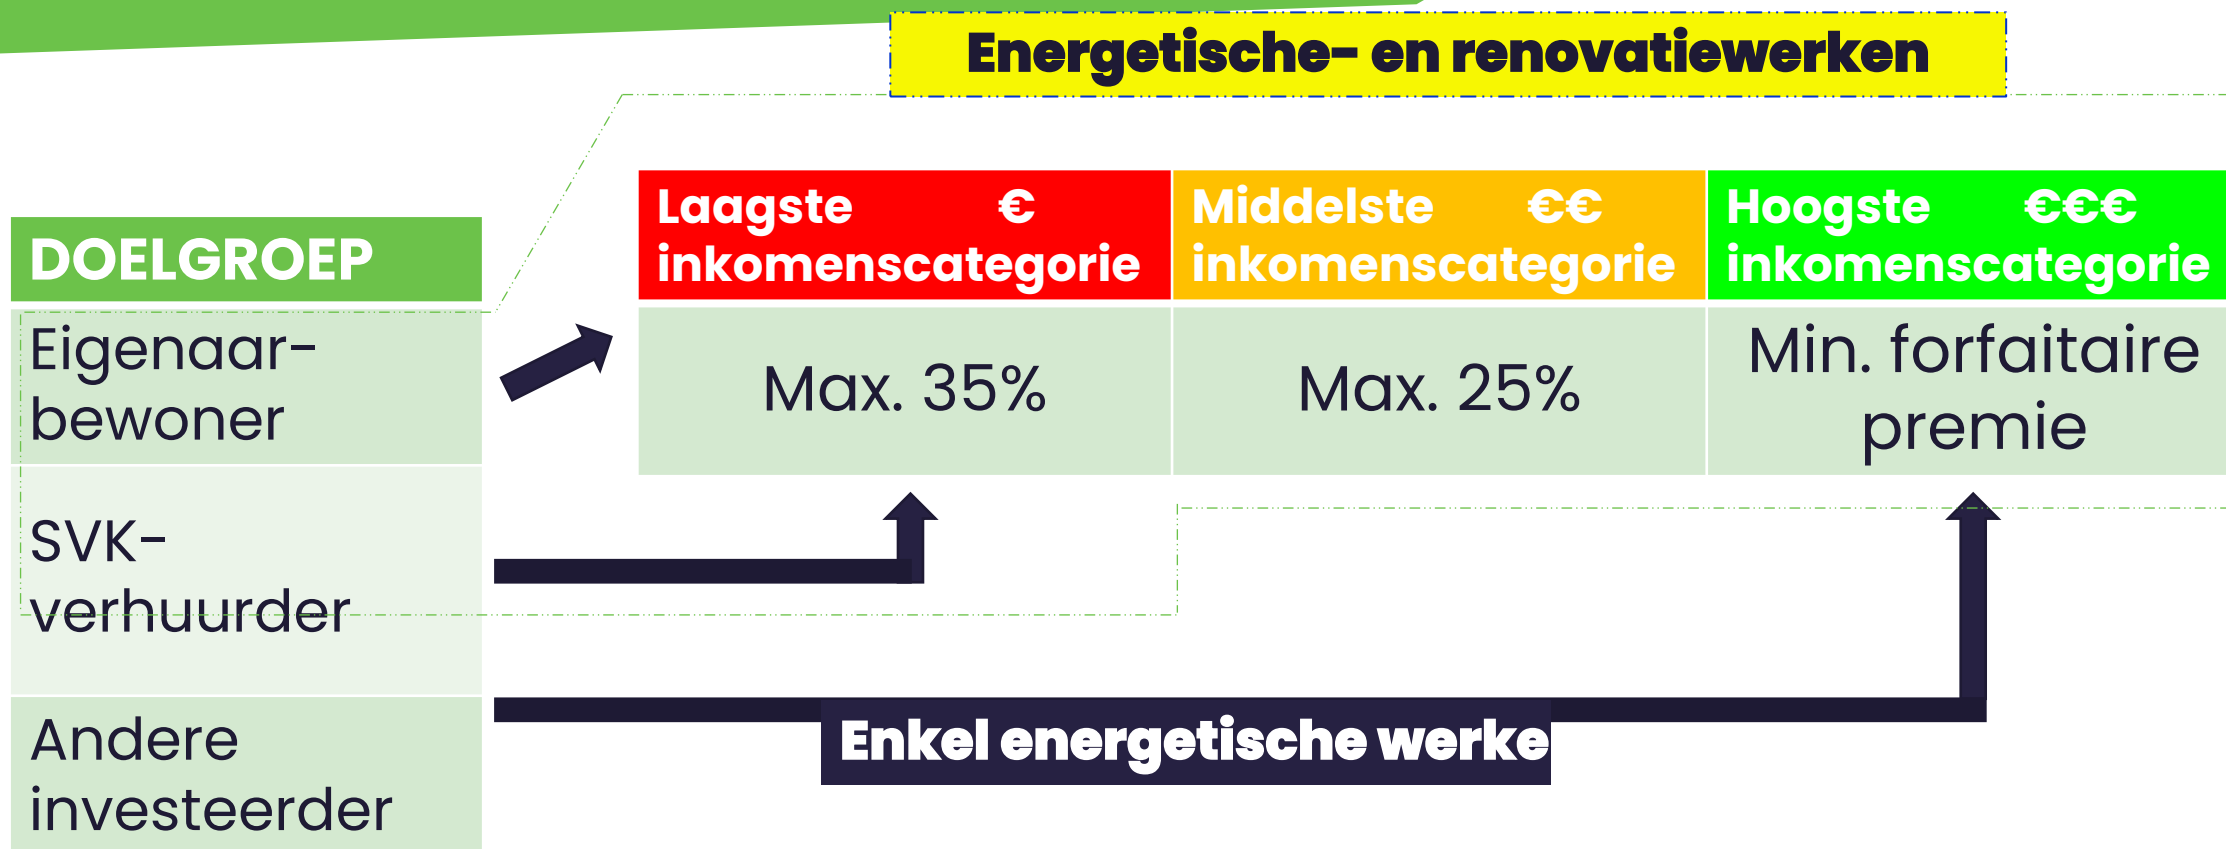 Energetische- en renovatiewerken
Laagste €
inkomenscategorie
Middelste €€
inkomenscategorie
Hoogste €€€
inkomenscategorie
DOELGROEP
Eigenaar-
bewoner
Max. 35%
Max. 25%
Min. forfaitaire
premie
SVK-
verhuurder
Andere
investeerder
Enkel energetische werke